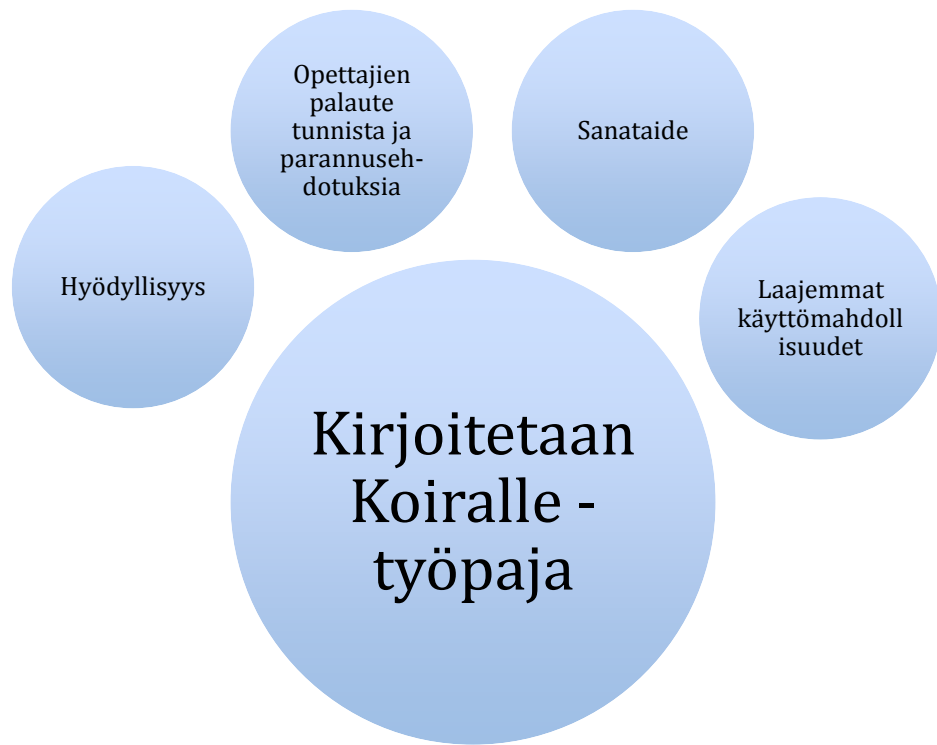 Opettajien
palaute
tunnista ja
parannuseh-
dotuksia
Sanataide
Hyödyllisyys
Laajemmat
käyttömahdoll
isuudet
Kirjoitetaan
Koiralle -
työpaja